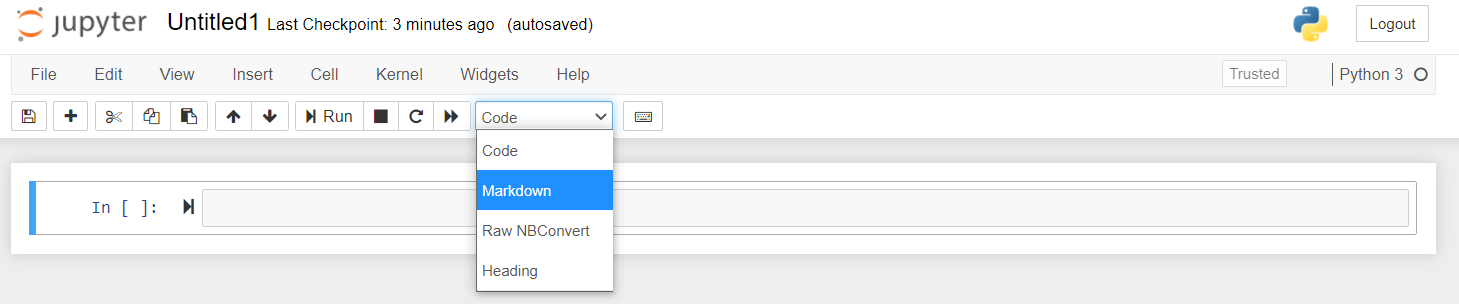 jupyter Untitled1 Last Checkpoint: 3 minutes ago (autosaved) Logout
File Edit View Insert Cell Kernel Widgets Help Trusted Python 3
Run Code
Code
Markdown
In [ ]:
Raw NBConvert
Heading